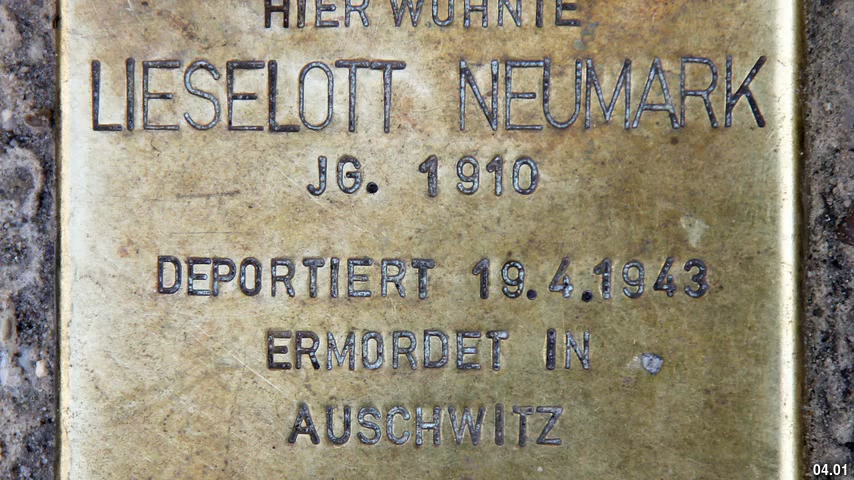 HIER WOHNTE
LIESELOTT NEUMARK
JG. 1910
DEPORTIERT 19.4.1943
ERMORDET IN
AUSCHWITZ
04.01